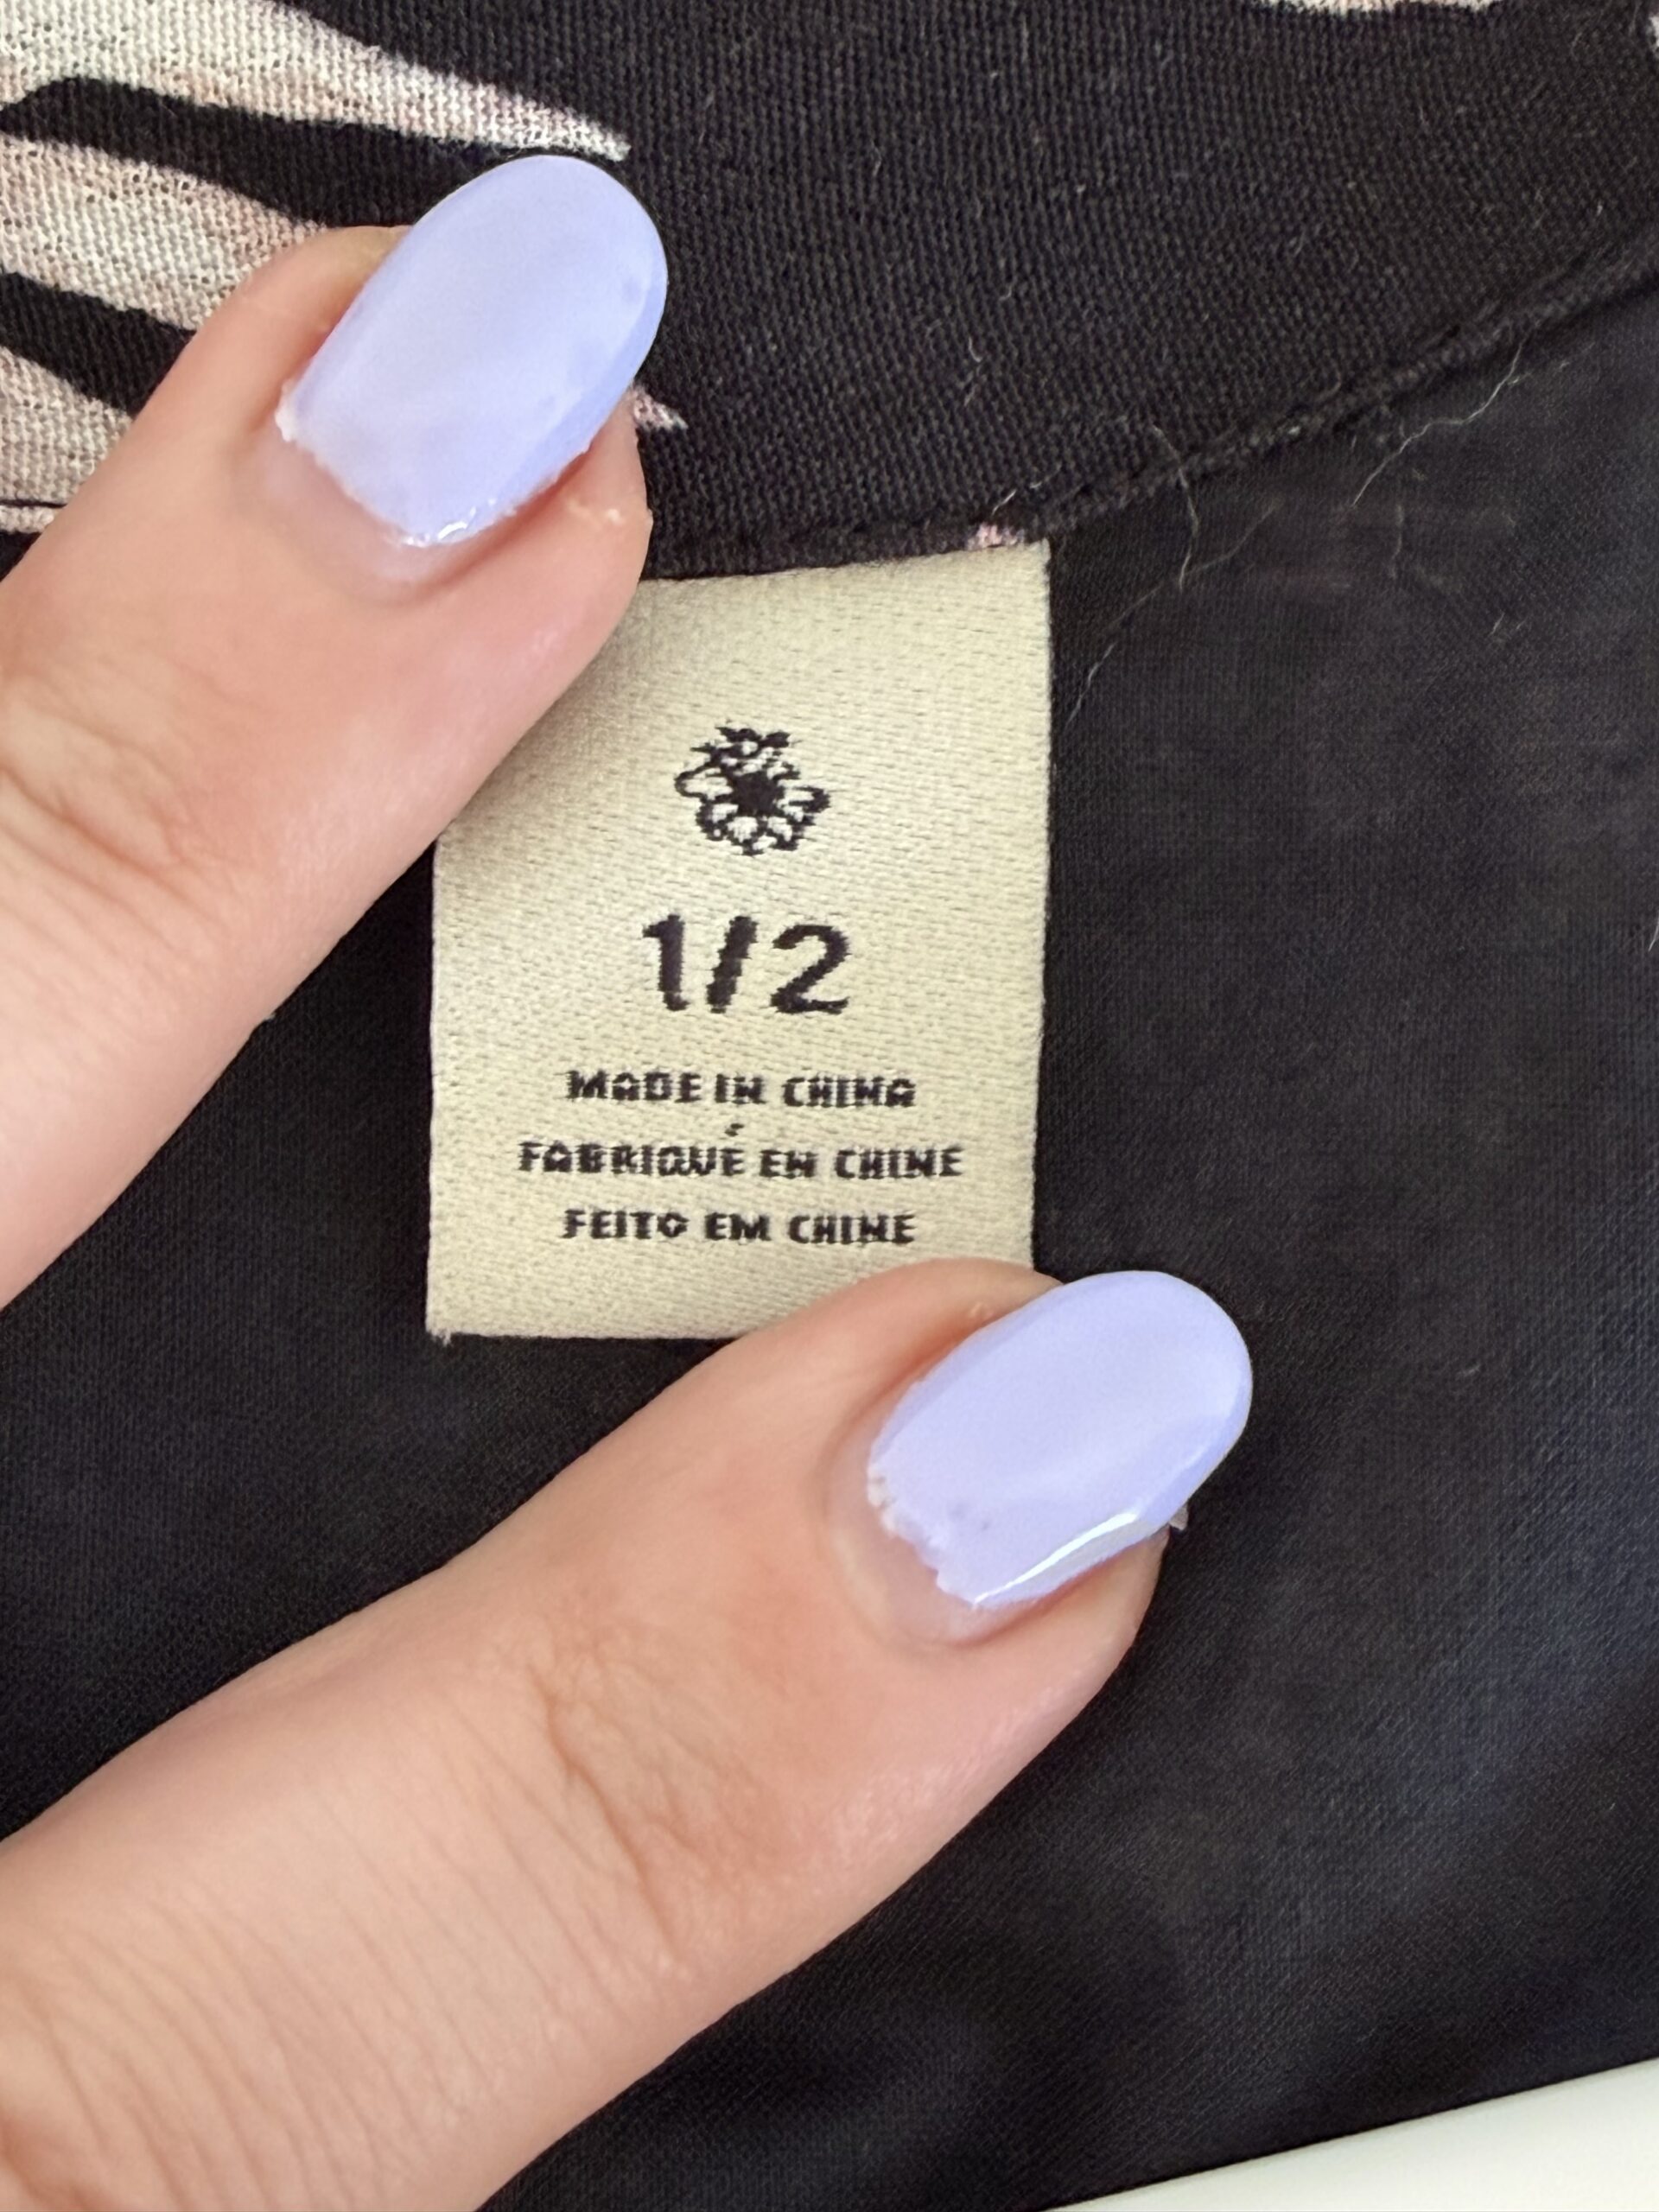 1/2
MADE IN CHINA
FABRIQUÉ EN CHINE
FEITO EM CHINE